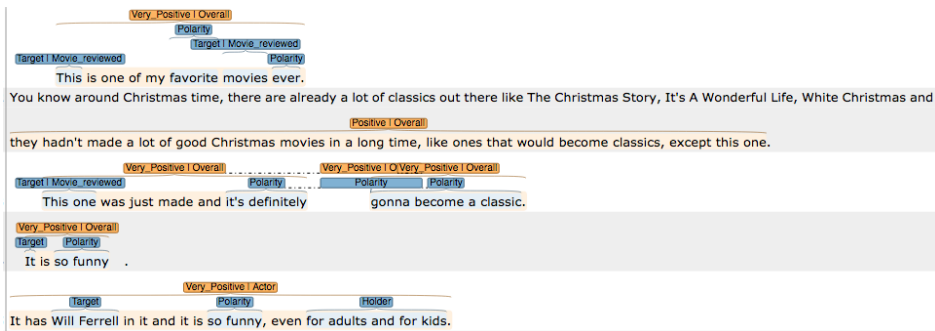 Very_Positive | Overall
Polarity
Target | Movie_reviewed
Target | Movie_reviewed Polarity
This is one of my favorite movies ever.
You know around Christmas time, there are already a lot of classics out there like The Christmas Story, It's A Wonderful Life, White Christmas and
Positive | Overall
they hadn't made a lot of good Christmas movies in a long time, like ones that would become classics, except this one.
Very_Positive | Overall Very_Positive | O Very_Positive | Overall
Target | Movie_reviewed Polarity Polarity Polarity
This one was just made and it's definitely gonna become a classic.
Very_Positive | Overall
Target Polarity
It is so funny .
Very_Positive | Actor
Target Polarity Holder
It has Will Ferrell in it and it is so funny, even for adults and for kids.